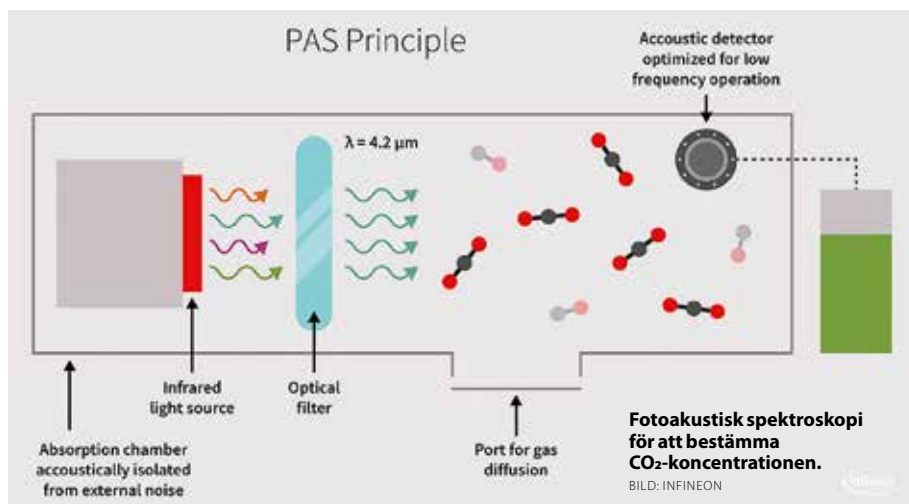 PAS Principle
Accoustic detector
optimized for low
frequency operation
λ = 4.2 µm
Infrared
light source
Optical
filter
Absorption chamber
accoustically isolated
from external noise
Port for gas
diffusion
Fotoakustisk spektroskopi
för att bestämma
CO₂-koncentrationen.
BILD: INFINEON